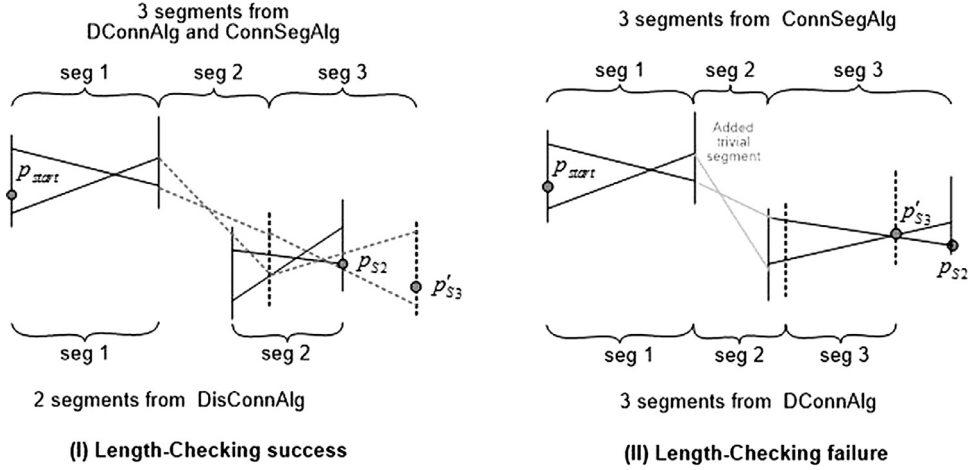 3 segments from
DConnAlg and ConnSegAlg
seg 1 seg 2 seg 3
p_start
p_S2
p'_S3
seg 1 seg 2
2 segments from DisConnAlg
(I) Length-Checking success
3 segments from ConnSegAlg
seg 1 seg 2 seg 3
Added
trivial
segment
p_start
p'_S3
p_S2
seg 1 seg 2 seg 3
3 segments from DConnAlg
(II) Length-Checking failure